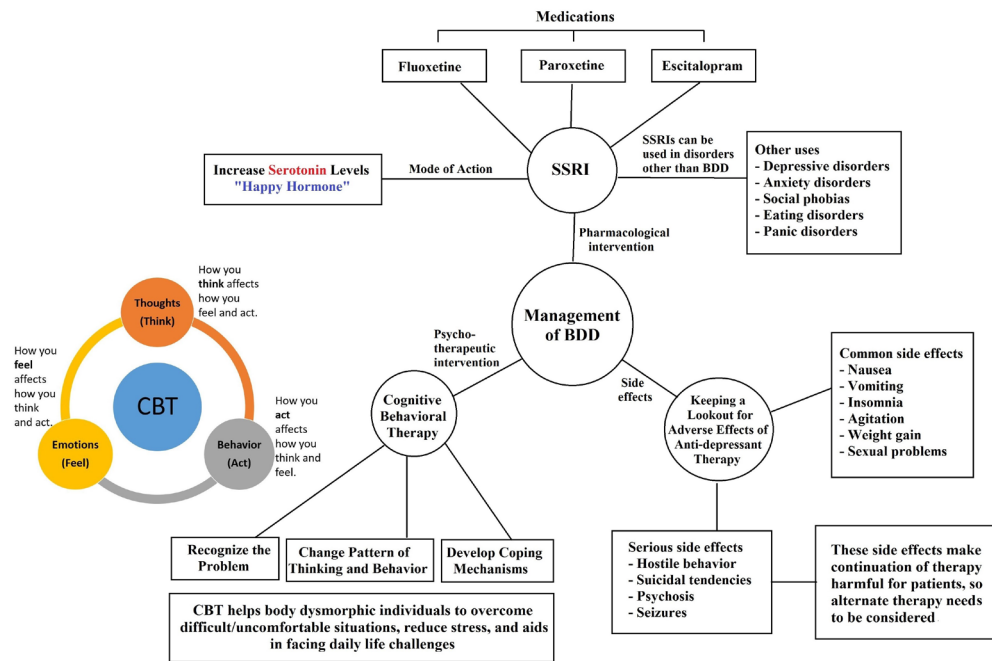 Medications
Fluoxetine
Paroxetine
Escitalopram
SSRI
Mode of Action
Increase Serotonin Levels
"Happy Hormone"
SSRIs can be
used in disorders
other than BDD
Other uses
- Depressive disorders
- Anxiety disorders
- Social phobias
- Eating disorders
- Panic disorders
Pharmacological
intervention
Management
of BDD
Psycho-
therapeutic
intervention
Side
effects
Cognitive
Behavioral
Therapy
Keeping a
Lookout for
Adverse Effects of
Anti-depressant
Therapy
Common side effects
- Nausea
- Vomiting
- Insomnia
- Agitation
- Weight gain
- Sexual problems
How you
think affects
how you
feel and act.
Thoughts
(Think)
How you
feel
affects
how you
think
and act.
CBT
How you
act
affects
how you
think and
feel.
Emotions
(Feel)
Behavior
(Act)
Recognize the
Problem
Change Pattern of
Thinking and Behavior
Develop Coping
Mechanisms
CBT helps body dysmorphic individuals to overcome
difficult/uncomfortable situations, reduce stress, and aids
in facing daily life challenges
Serious side effects
- Hostile behavior
- Suicidal tendencies
- Psychosis
- Seizures
These side effects make
continuation of therapy
harmful for patients, so
alternate therapy needs
to be considered